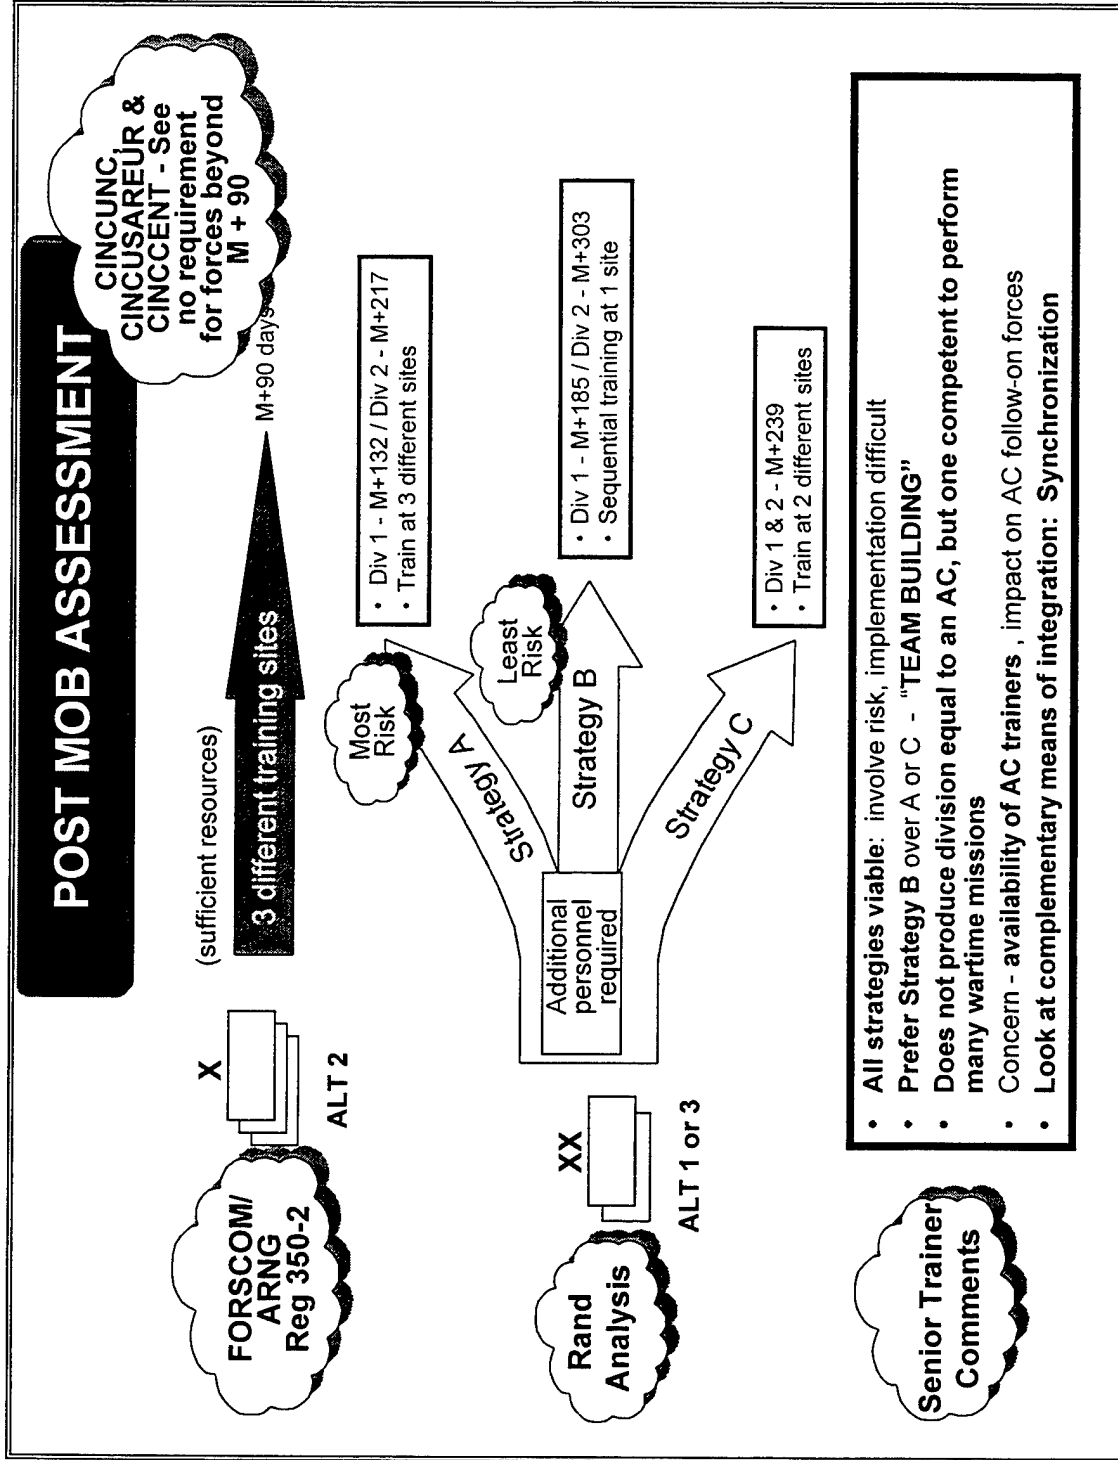 POST MOB ASSESSMENT
CINCUNC,
CINCUSAREUR &
CINCCENT - See
no requirement
for forces beyond
M + 90
FORSCOM/
ARNG
Reg 350-2
X
ALT 2
(sufficient resources)
3 different training sites
M+90 days
Rand
Analysis
XX
ALT 1 or 3
Additional
personnel
required
Most
Risk
Strategy A
• Div 1 - M+132 / Div 2 - M+217
• Train at 3 different sites
Least
Risk
Strategy B
• Div 1 - M+185 / Div 2 - M+303
• Sequential training at 1 site
Strategy C
• Div 1 & 2 - M+239
• Train at 2 different sites
Senior Trainer
Comments
• All strategies viable: involve risk, implementation difficult
• Prefer Strategy B over A or C - "TEAM BUILDING"
• Does not produce division equal to an AC, but one competent to perform
many wartime missions
• Concern - availability of AC trainers , impact on AC follow-on forces
• Look at complementary means of integration: Synchronization